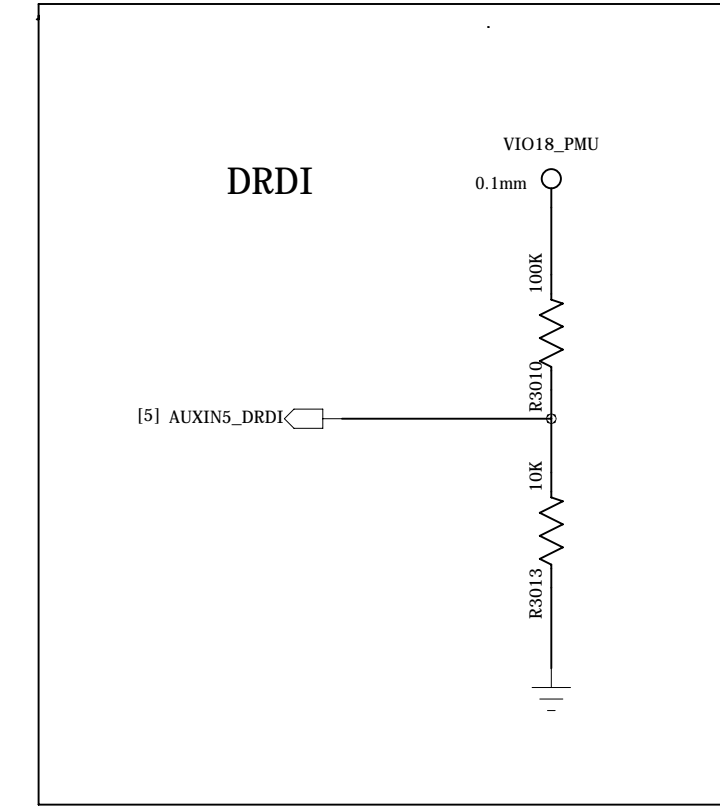 VIO18_PMU
DRDI
0.1mm
100K
R3010
[5] AUXIN5_DRDI
10K
R3013